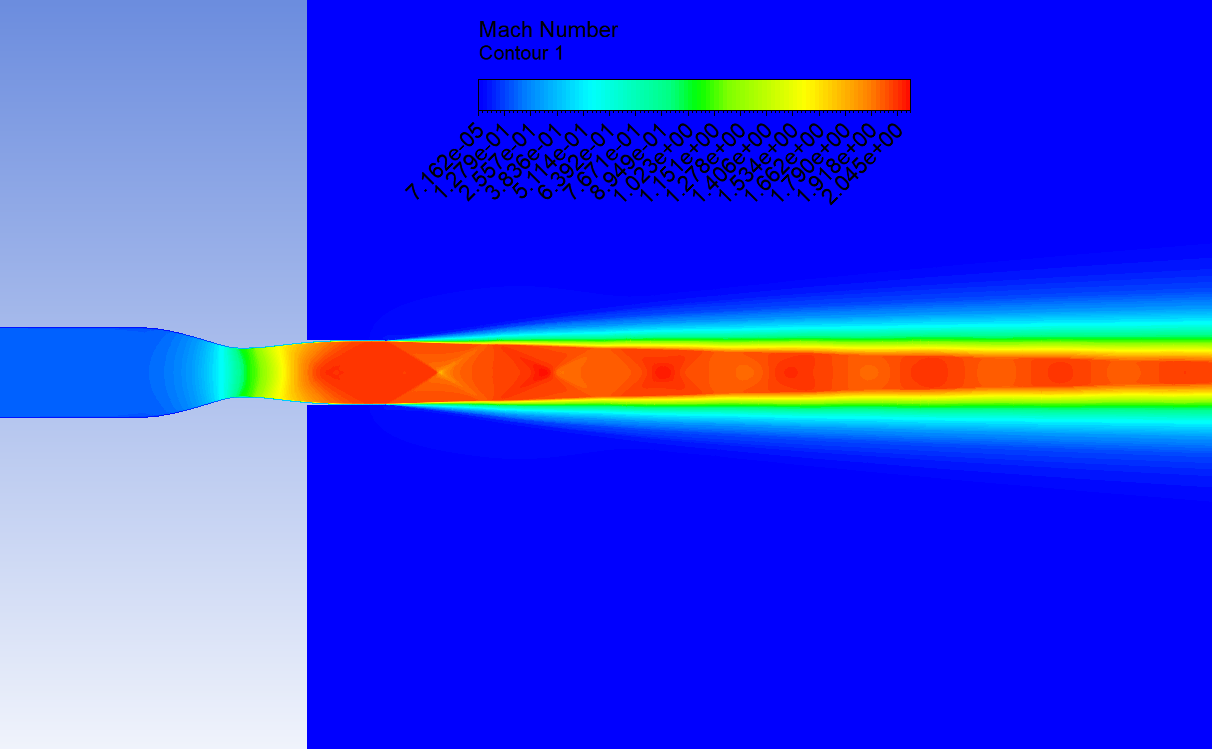 Mach Number
Contour 1
7.162e-05
1.279e-01
2.557e-01
3.836e-01
5.114e-01
6.392e-01
7.671e-01
8.949e-01
1.023e+00
1.151e+00
1.278e+00
1.406e+00
1.534e+00
1.662e+00
1.790e+00
1.918e+00
2.045e+00